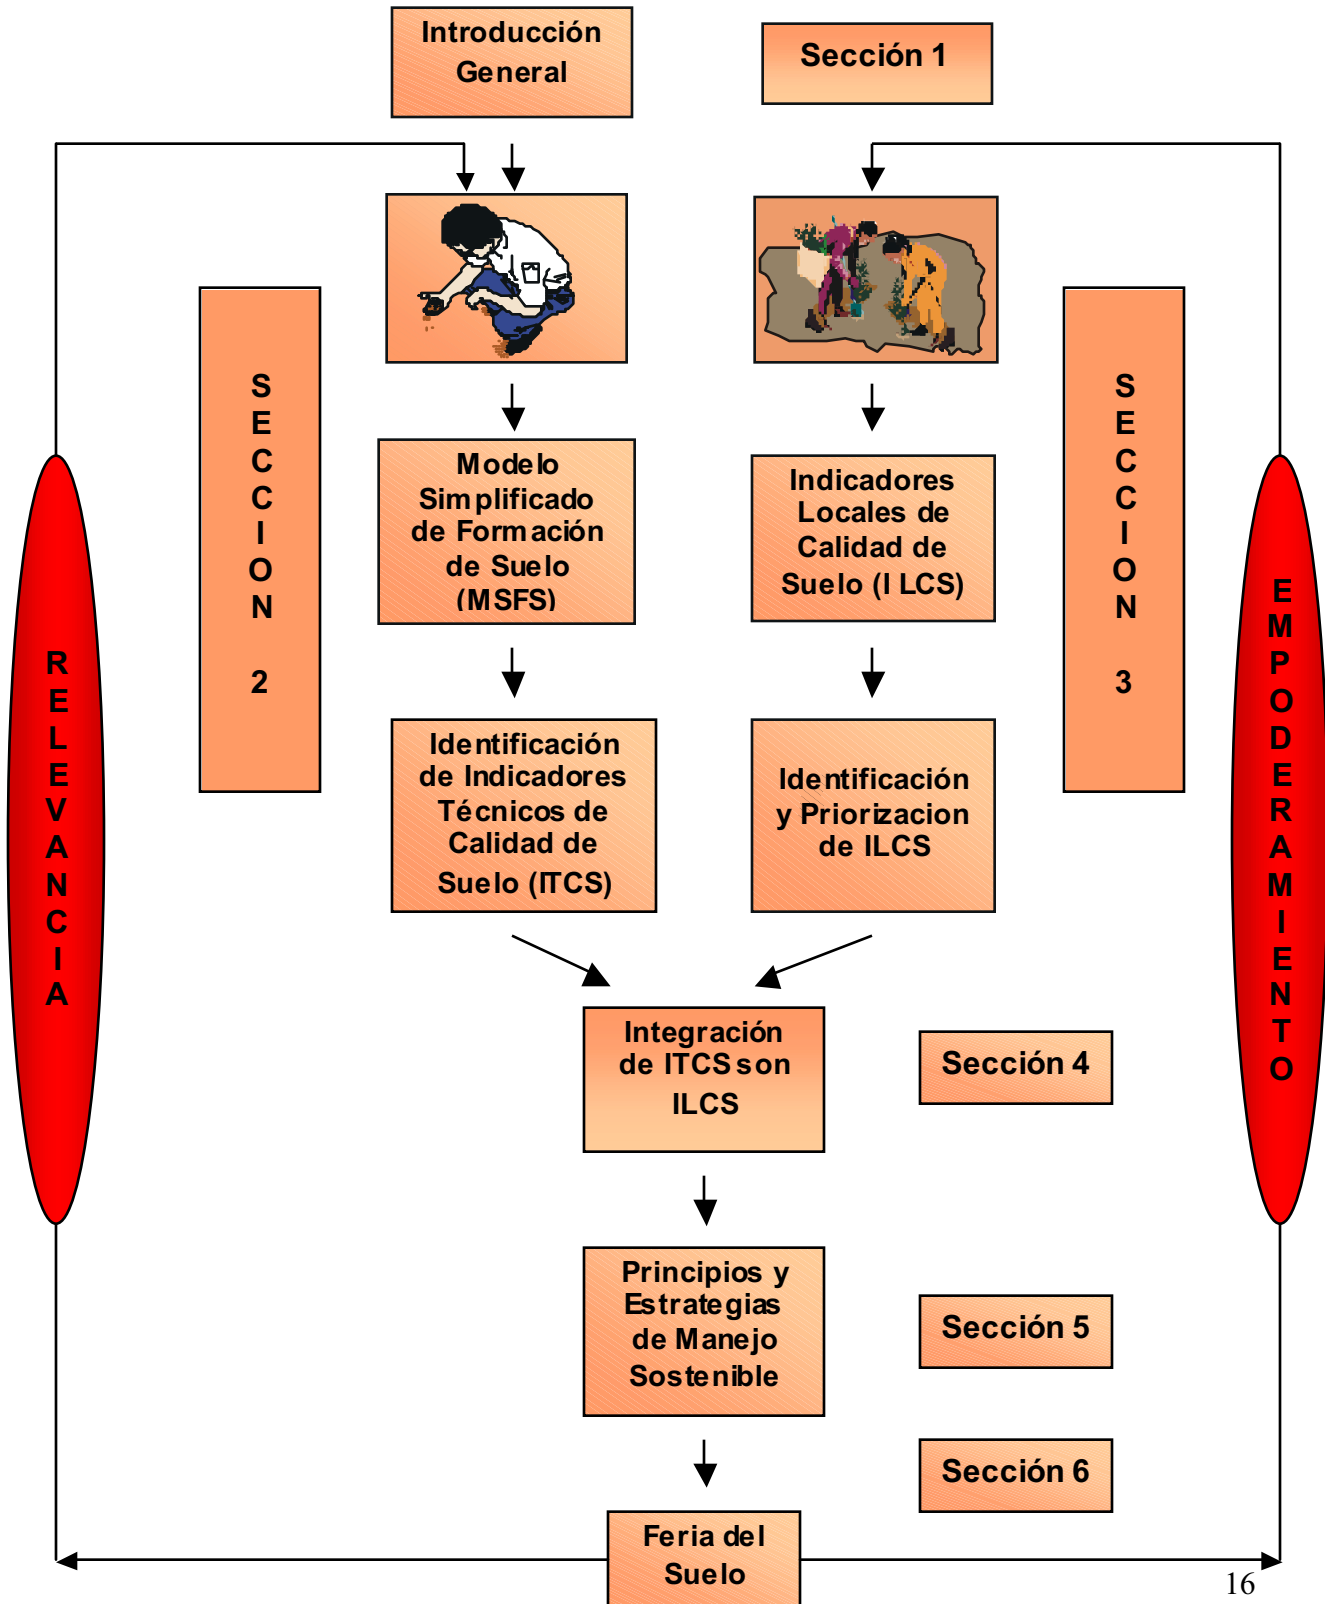 Introducción
General
Sección 1
S
E
C
C
I
O
N
2
Modelo
Simplificado
de Formación
de Suelo
(MSFS)
Indicadores
Locales de
Calidad de
Suelo (I LCS)
S
E
C
C
I
O
N
3
R
E
L
E
V
A
N
C
I
A
E
M
P
O
D
E
R
A
M
I
E
N
T
O
Identificación
de Indicadores
Técnicos de
Calidad de
Suelo (ITCS)
Identificación
y Priorizacion
de ILCS
Integración
de ITCS son
ILCS
Sección 4
Principios y
Estrategias
de Manejo
Sostenible
Sección 5
Sección 6
Feria del
Suelo
16